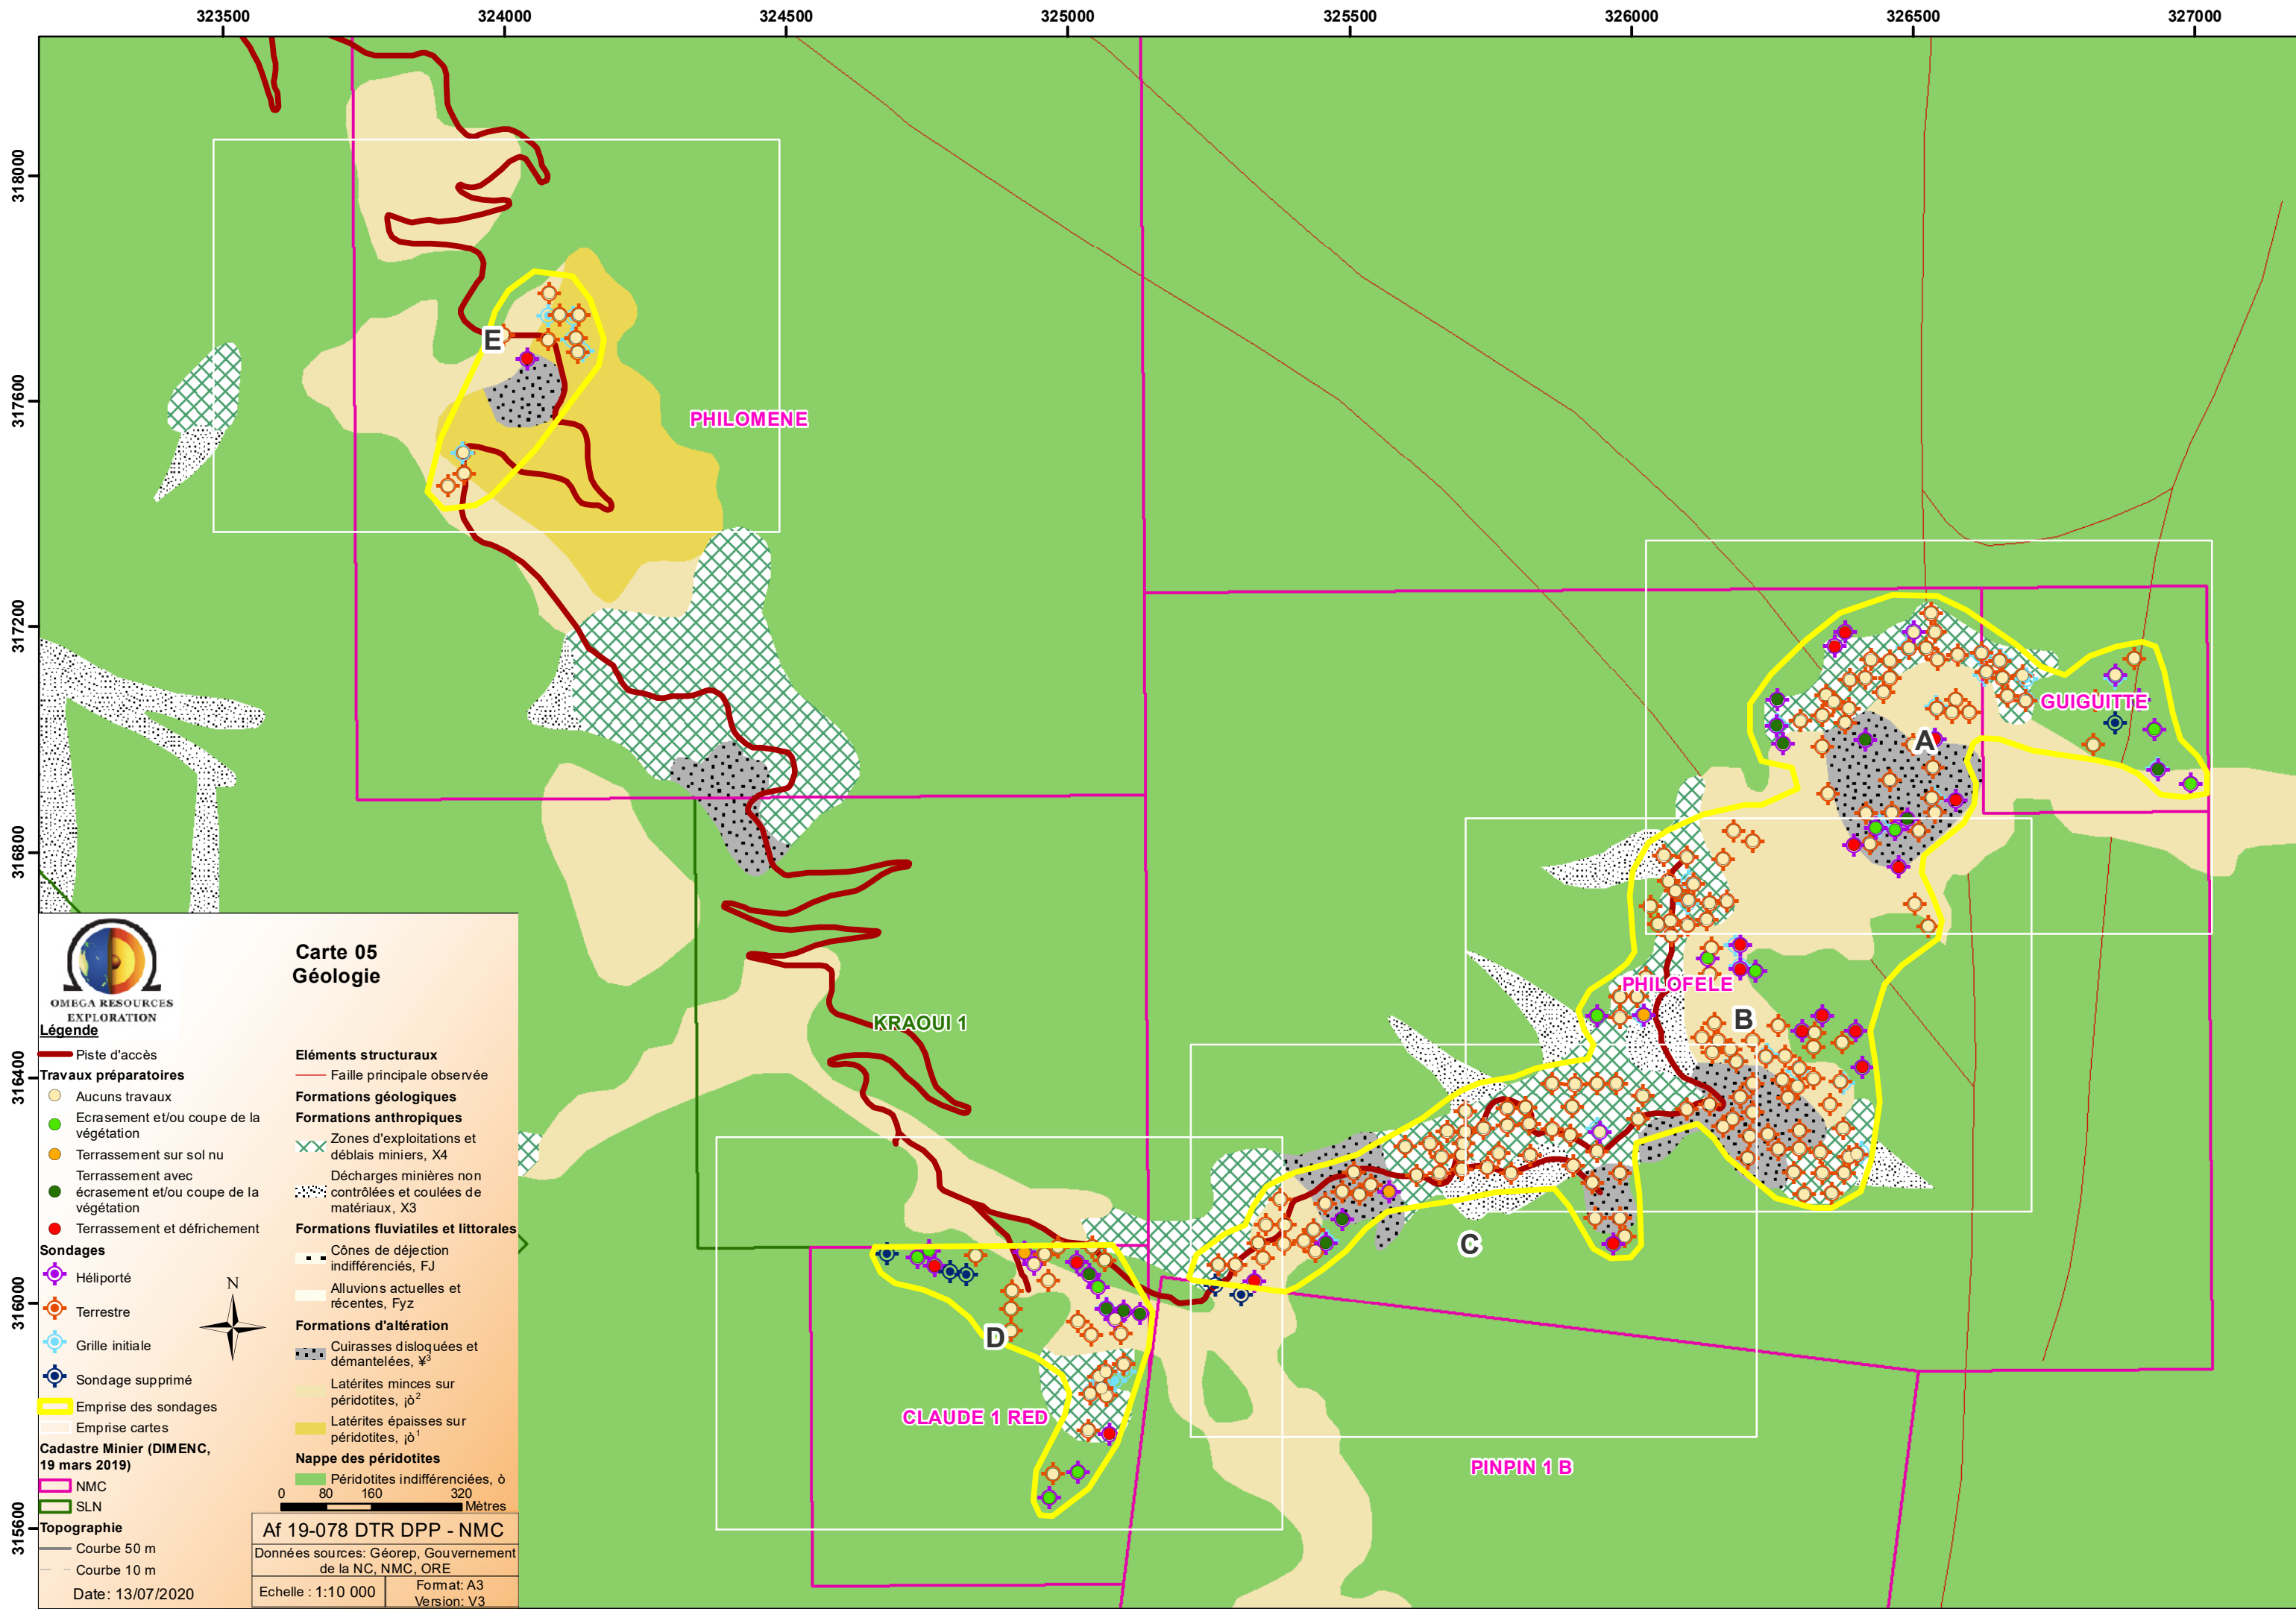 323500 324000 324500 325000 325500 326000 326500 327000
318000
317600
317200
316800
316400
316000
315600
E
PHILOMENE
A
GUIGUITTE
PHILOFELE
B
KRAOUI 1
C
D
CLAUDE 1 RED
PINPIN 1 B
OMEGA RESOURCES
EXPLORATION
Carte 05
Géologie
Légende
Piste d'accès
Travaux préparatoires
Aucuns travaux
Ecrasement et/ou coupe de la
végétation
Terrassement sur sol nu
Terrassement avec
écrasement et/ou coupe de la
végétation
Terrassement et défrichement
Sondages
Héliporté
Terrestre
Grille initiale
Sondage supprimé
Emprise des sondages
Emprise cartes
Cadastre Minier (DIMENC,
19 mars 2019)
NMC
SLN
Topographie
Courbe 50 m
Courbe 10 m
Date: 13/07/2020
N
Eléments structuraux
Faille principale observée
Formations géologiques
Formations anthropiques
Zones d'exploitations et
déblais miniers, X4
Décharges minières non
contrôlées et coulées de
matériaux, X3
Formations fluviatiles et littorales
Cônes de déjection
indifférenciés, FJ
Alluvions actuelles et
récentes, Fyz
Formations d'altération
Cuirasses disloquées et
démantelées, ¥³
Latérites minces sur
péridotites, ¡ò²
Latérites épaisses sur
péridotites, ¡ò¹
Nappe des péridotites
Péridotites indifférenciées, ò
0 80 160 320
Mètres
Af 19-078 DTR DPP - NMC
Données sources: Géorep, Gouvernement
de la NC, NMC, ORE
Echelle : 1:10 000
Format: A3
Version: V3